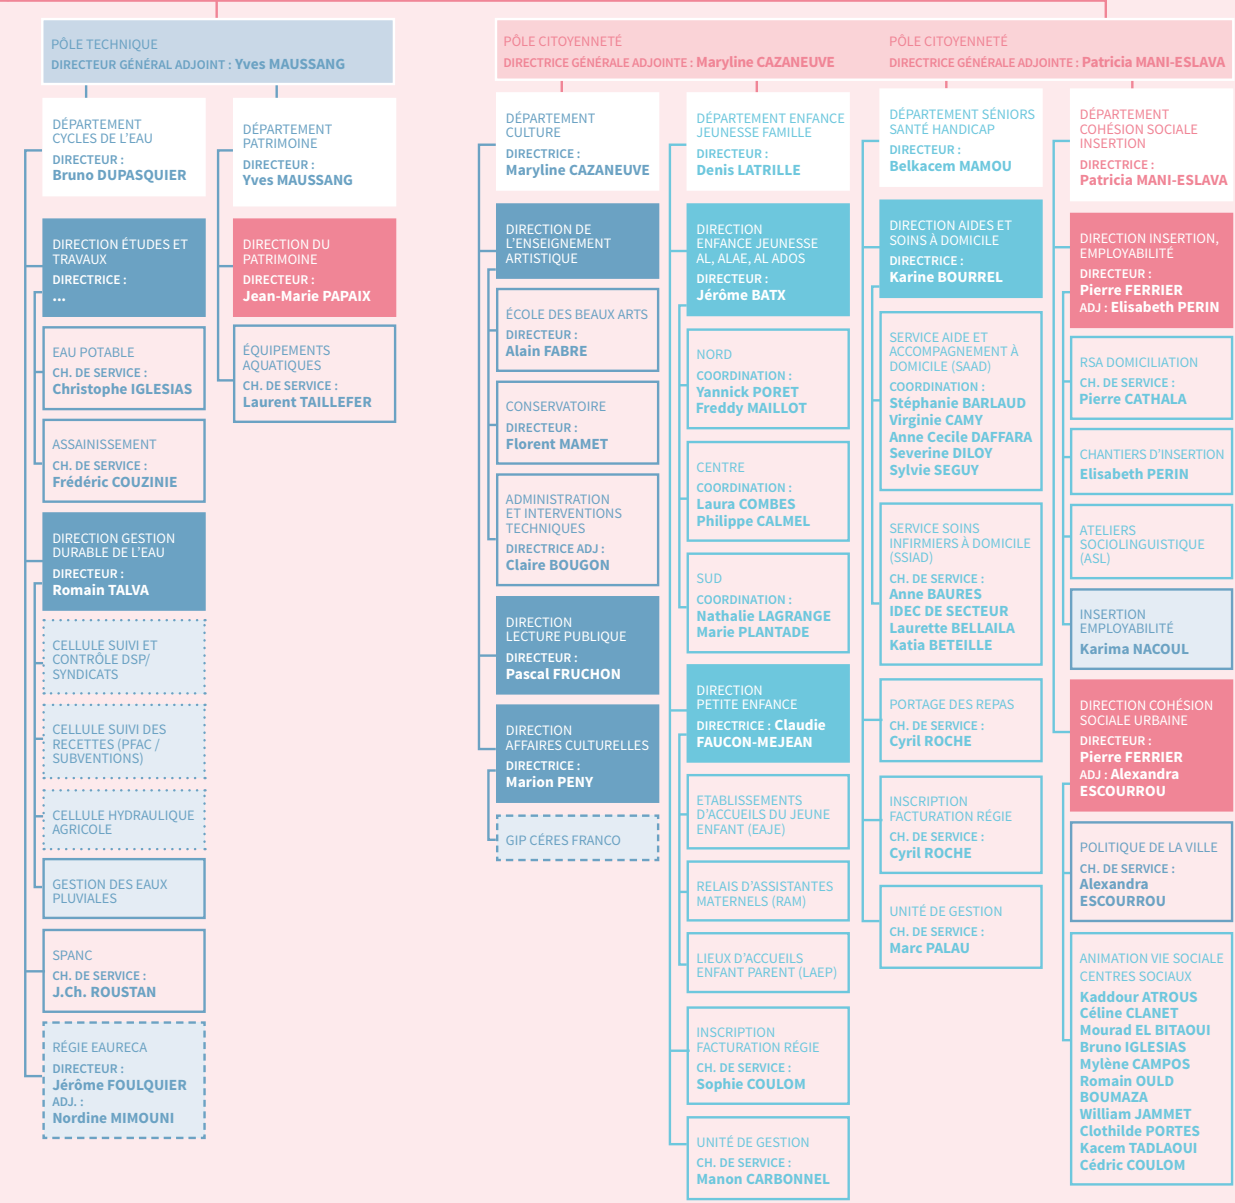 PÔLE TECHNIQUE
DIRECTEUR GÉNÉRAL ADJOINT : Yves MAUSSANG
DÉPARTEMENT
CYCLES DE L'EAU
DIRECTEUR :
Bruno DUPASQUIER
DIRECTION ÉTUDES ET
TRAVAUX
DIRECTRICE :
...
EAU POTABLE
CH. DE SERVICE :
Christophe IGLESIAS
ASSAINISSEMENT
CH. DE SERVICE :
Frédéric COUZINIE
DIRECTION GESTION
DURABLE DE L'EAU
DIRECTEUR :
Romain TALVA
CELLULE SUIVI ET
CONTRÔLE DSP/
SYNDICATS
CELLULE SUIVI DES
RECETTES (PFAC /
SUBVENTIONS)
CELLULE HYDRAULIQUE
AGRICOLE
GESTION DES EAUX
PLUVIALES
SPANC
CH. DE SERVICE :
J.Ch. ROUSTAN
RÉGIE EAURECA
DIRECTEUR :
Jérôme FOULQUIER
ADJ. :
Nordine MIMOUNI
DÉPARTEMENT
PATRIMOINE
DIRECTEUR :
Yves MAUSSANG
DIRECTION DU
PATRIMOINE
DIRECTEUR :
Jean-Marie PAPAIX
ÉQUIPEMENTS
AQUATIQUES
CH. DE SERVICE :
Laurent TAILLEFER
PÔLE CITOYENNETÉ
DIRECTRICE GÉNÉRALE ADJOINTE : Maryline CAZANEUVE
PÔLE CITOYENNETÉ
DIRECTRICE GÉNÉRALE ADJOINTE : Patricia MANI-ESLAVA
DÉPARTEMENT
CULTURE
DIRECTRICE :
Maryline CAZANEUVE
DIRECTION DE
L'ENSEIGNEMENT
ARTISTIQUE
ÉCOLE DES BEAUX ARTS
DIRECTEUR :
Alain FABRE
CONSERVATOIRE
DIRECTEUR :
Florent MAMET
ADMINISTRATION
ET INTERVENTIONS
TECHNIQUES
DIRECTRICE ADJ :
Claire BOUGON
DIRECTION
LECTURE PUBLIQUE
DIRECTEUR :
Pascal FRUCHON
DIRECTION
AFFAIRES CULTURELLES
DIRECTRICE :
Marion PENY
GIP CÉRES FRANCO
DÉPARTEMENT ENFANCE
JEUNESSE FAMILLE
DIRECTEUR :
Denis LATRILLE
DIRECTION
ENFANCE JEUNESSE
AL, ALAE, AL ADOS
DIRECTEUR :
Jérôme BATX
NORD
COORDINATION :
Yannick PORET
Freddy MAILLOT
CENTRE
COORDINATION :
Laura COMBES
Philippe CALMEL
SUD
COORDINATION :
Nathalie LAGRANGE
Marie PLANTADE
DIRECTION
PETITE ENFANCE
DIRECTRICE : Claudie
FAUCON-MEJEAN
ETABLISSEMENTS
D'ACCUEILS DU JEUNE
ENFANT (EAJE)
RELAIS D'ASSISTANTES
MATERNELS (RAM)
LIEUX D'ACCUEILS
ENFANT PARENT (LAEP)
INSCRIPTION
FACTURATION RÉGIE
CH. DE SERVICE :
Sophie COULOM
UNITÉ DE GESTION
CH. DE SERVICE :
Manon CARBONNEL
DÉPARTEMENT SÉNIORS
SANTÉ HANDICAP
DIRECTEUR :
Belkacem MAMOU
DIRECTION AIDES ET
SOINS À DOMICILE
DIRECTRICE :
Karine BOURREL
SERVICE AIDE ET
ACCOMPAGNEMENT À
DOMICILE (SAAD)
COORDINATION :
Stéphanie BARLAUD
Virginie CAMY
Anne Cecile DAFFARA
Severine DILOY
Sylvie SEGUY
SERVICE SOINS
INFIRMIERS À DOMICILE
(SSIAD)
CH. DE SERVICE :
Anne BAURES
IDEC DE SECTEUR
Laurette BELLAILA
Katia BETEILLE
PORTAGE DES REPAS
CH. DE SERVICE :
Cyril ROCHE
INSCRIPTION
FACTURATION RÉGIE
CH. DE SERVICE :
Cyril ROCHE
UNITÉ DE GESTION
CH. DE SERVICE :
Marc PALAU
DÉPARTEMENT
COHÉSION SOCIALE
INSERTION
DIRECTRICE :
Patricia MANI-ESLAVA
DIRECTION INSERTION,
EMPLOYABILITÉ
DIRECTEUR :
Pierre FERRIER
ADJ : Elisabeth PERIN
RSA DOMICILIATION
CH. DE SERVICE :
Pierre CATHALA
CHANTIERS D'INSERTION
Elisabeth PERIN
ATELIERS
SOCIOLINGUISTIQUE
(ASL)
INSERTION
EMPLOYABILITÉ
Karima NACOUL
DIRECTION COHÉSION
SOCIALE URBAINE
DIRECTEUR :
Pierre FERRIER
ADJ : Alexandra
ESCOURROU
POLITIQUE DE LA VILLE
CH. DE SERVICE :
Alexandra
ESCOURROU
ANIMATION VIE SOCIALE
CENTRES SOCIAUX
Kaddour ATROUS
Céline CLANET
Mourad EL BITAOUI
Bruno IGLESIAS
Mylène CAMPOS
Romain OULD
BOUMAZA
William JAMMET
Clothilde PORTES
Kacem TADLAOUI
Cédric COULOM